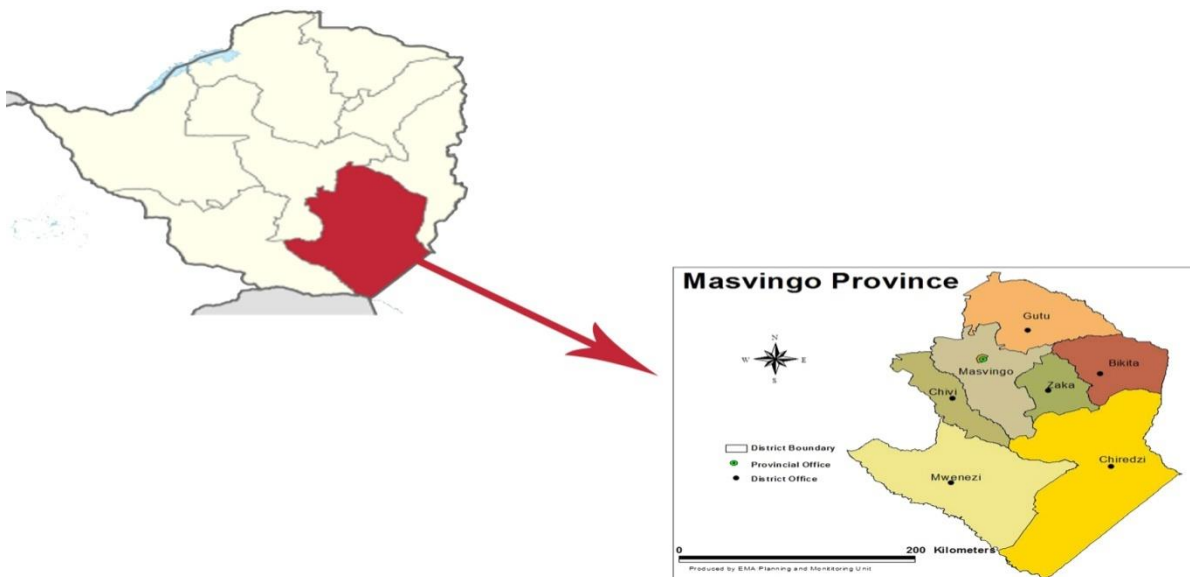 Masvingo Province
Gutu
N
W E
S
Masvingo
Bikita
Zaka
Chivi
District Boundary
Provincial Office
District Office
Chiredzi
Mwenezi
0 200 Kilometers
Produced by EMA Planning and Monktoring Unit